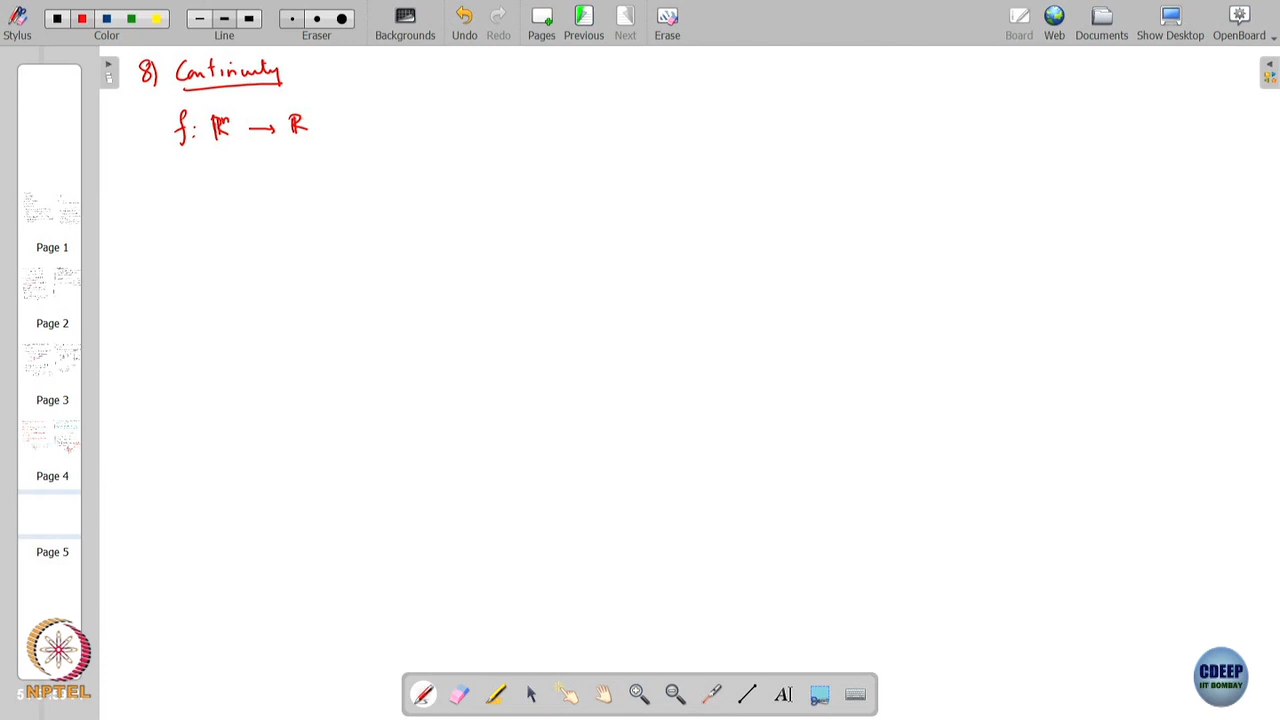 Stylus
Color
Line
Eraser
Backgrounds
Undo
Redo
Pages
Previous
Next
Erase
Board
Web
Documents
Show Desktop
OpenBoard
8) Continuity
f: ℝⁿ → ℝ
Page 1
Page 2
Page 3
Page 4
Page 5
NPTEL
CDEEP
IIT BOMBAY